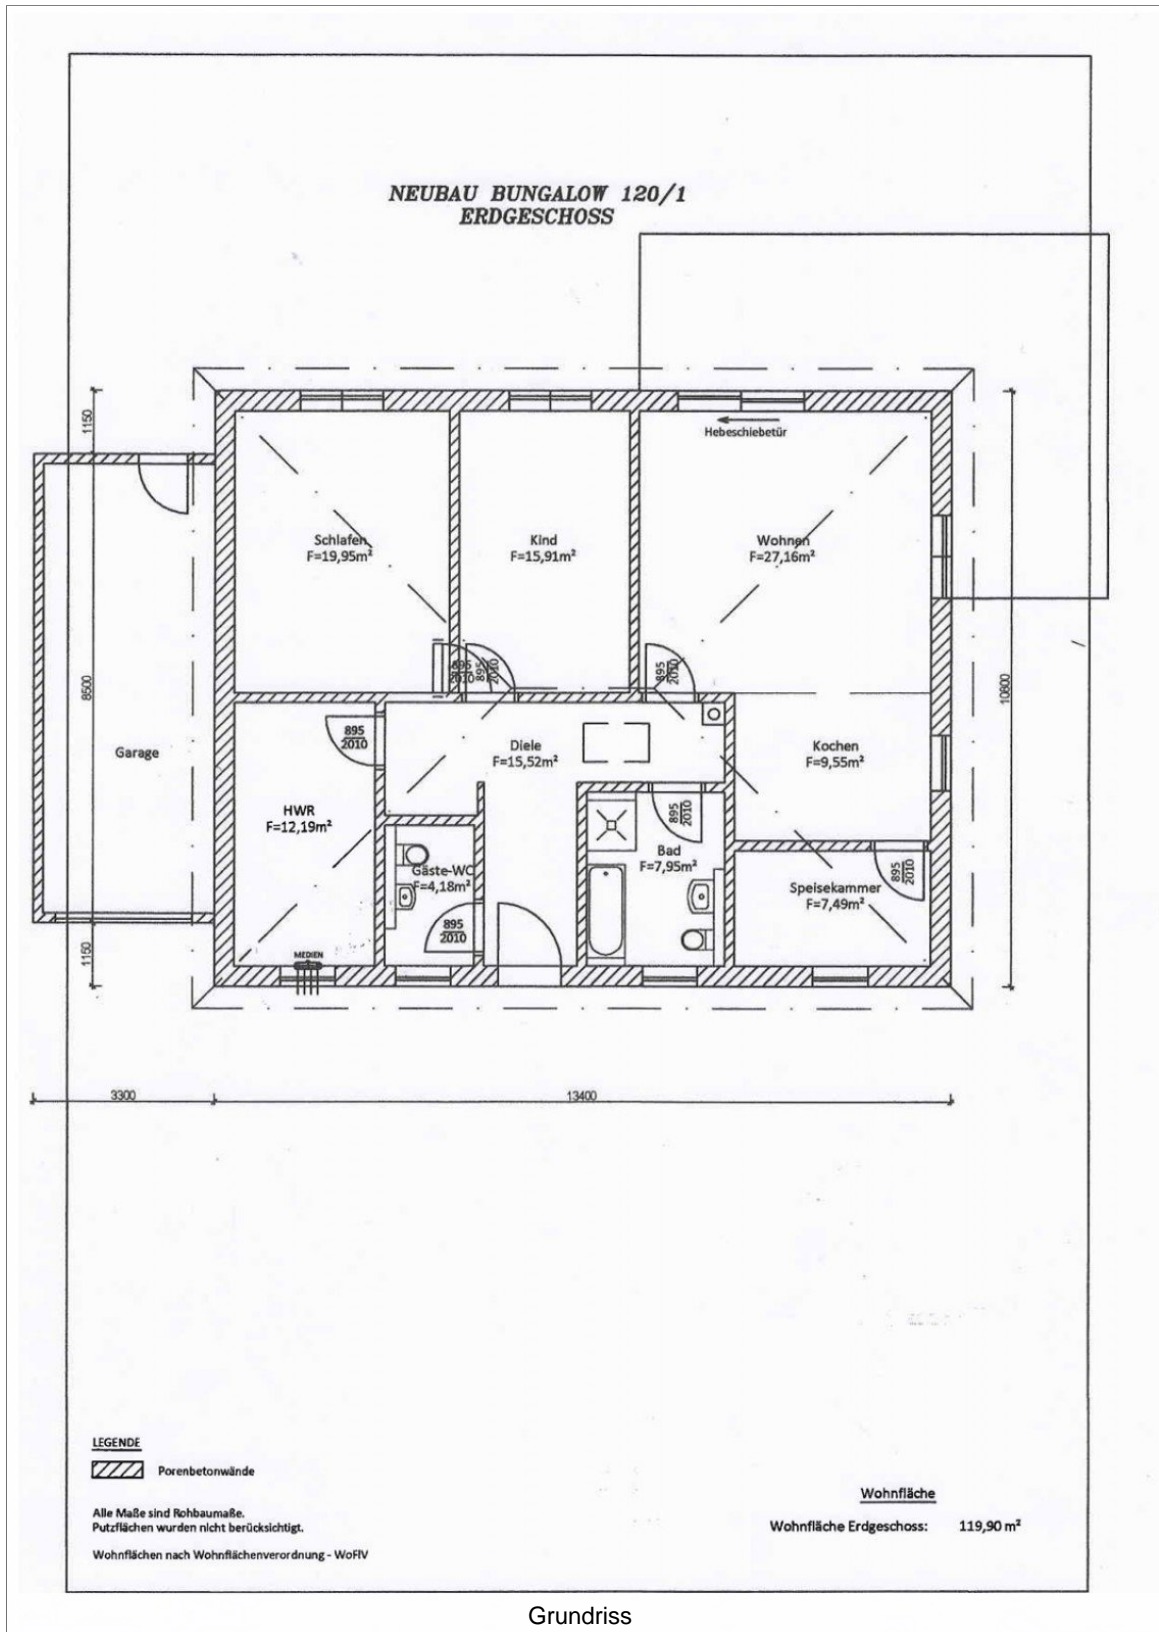 NEUBAU BUNGALOW 120/1
ERDGESCHOSS
1150
Hebeschiebetür
Schlafen
F=19,95m²
Kind
F=15,91m²
Wohnen
F=27,16m²
895
2010
895
2010
895
2010
8500
10800
Garage
895
2010
Diele
F=15,52m²
Kochen
F=9,55m²
HWR
F=12,19m²
895
2010
Bad
F=7,95m²
Gäste-WC
F=4,18m²
895
2010
Speisekammer
F=7,49m²
895
2010
1150
MEDIEN
3300
13400
LEGENDE
Porenbetonwände
Alle Maße sind Rohbaumaße.
Putzflächen wurden nicht berücksichtigt.
Wohnflächen nach Wohnflächenverordnung - WoFlV
Wohnfläche
Wohnfläche Erdgeschoss: 119,90 m²
Grundriss